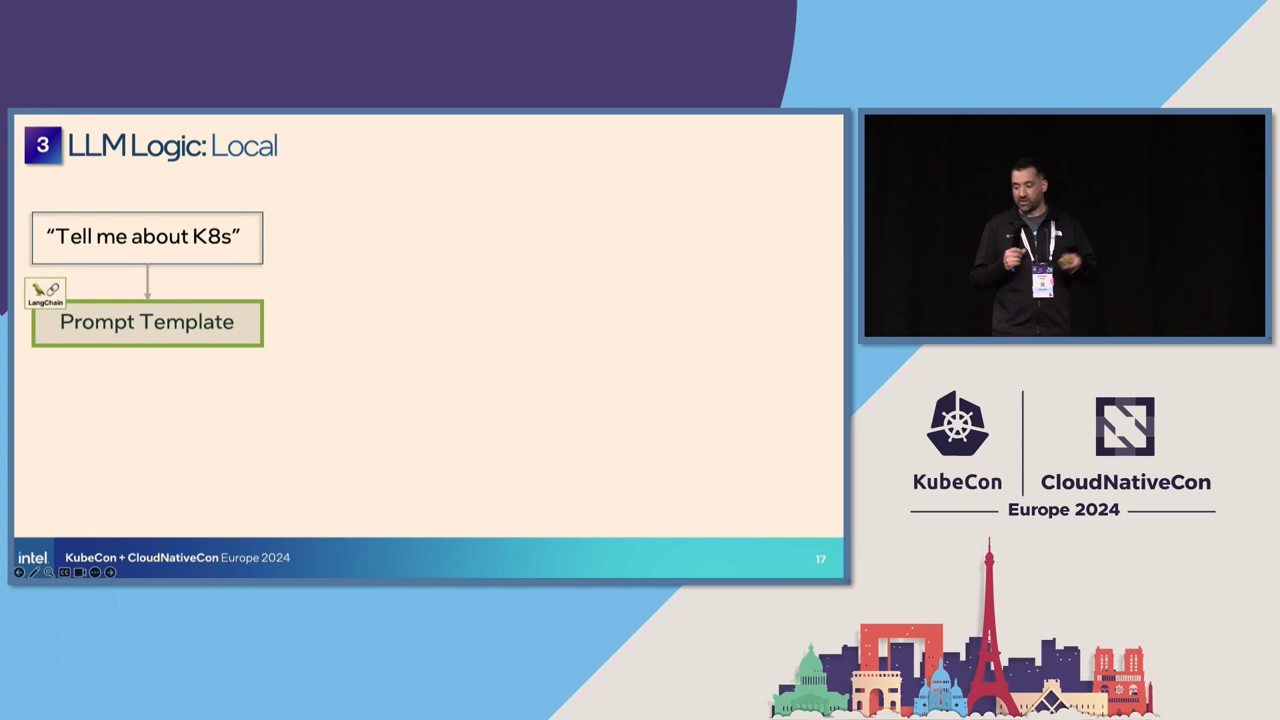 3 LLM Logic: Local
“Tell me about K8s”
LangChain
Prompt Template
intel. KubeCon + CloudNativeCon Europe 2024
17
KubeCon
CloudNativeCon
Europe 2024